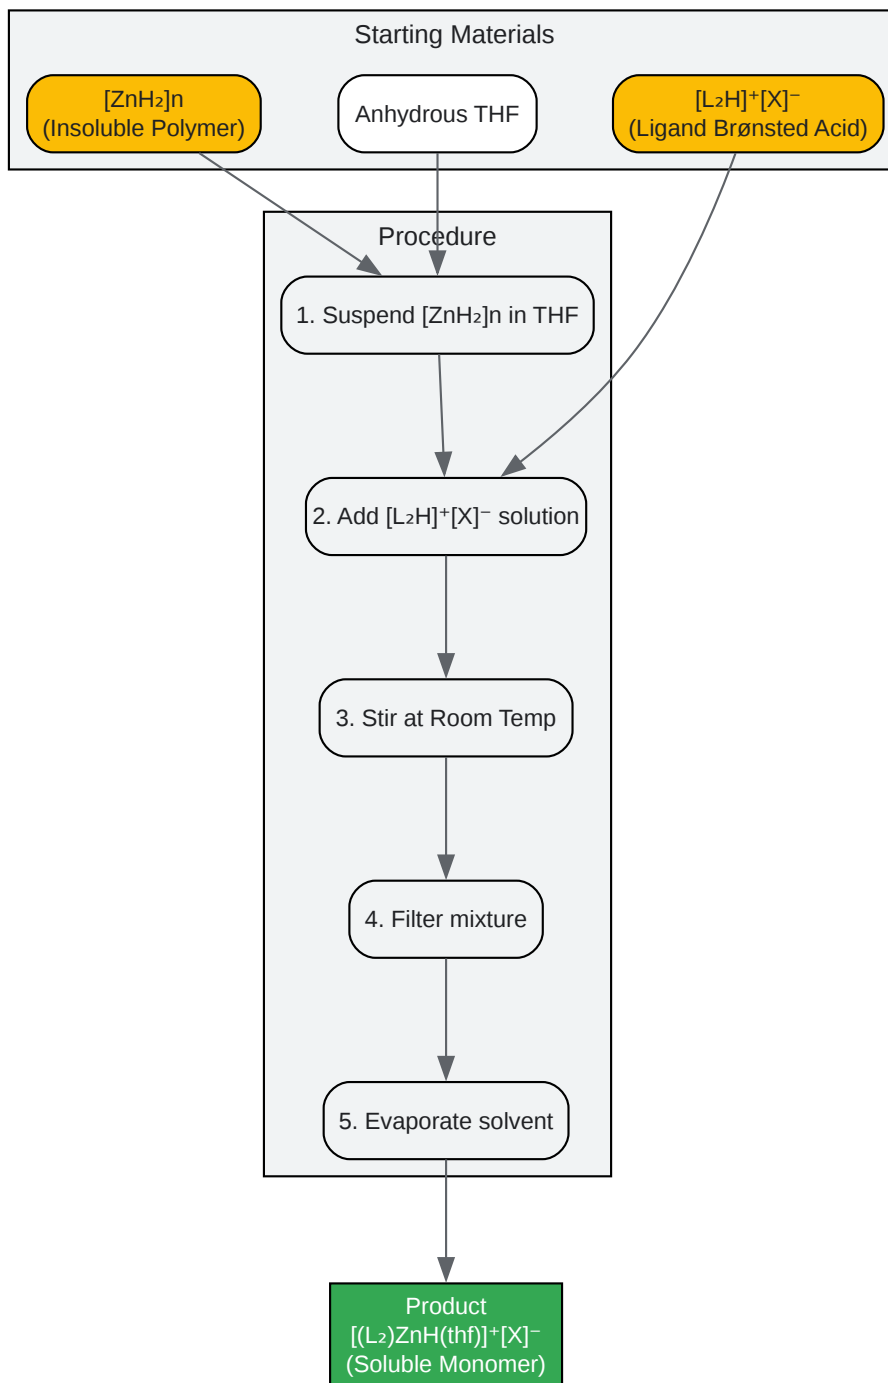 Starting Materials
[ZnH₂]n
(Insoluble Polymer)
Anhydrous THF
[L₂H]⁺[X]⁻
(Ligand Brønsted Acid)
Procedure
1. Suspend [ZnH₂]n in THF
2. Add [L₂H]⁺[X]⁻ solution
3. Stir at Room Temp
4. Filter mixture
5. Evaporate solvent
Product
[(L₂)ZnH(thf)]⁺[X]⁻
(Soluble Monomer)